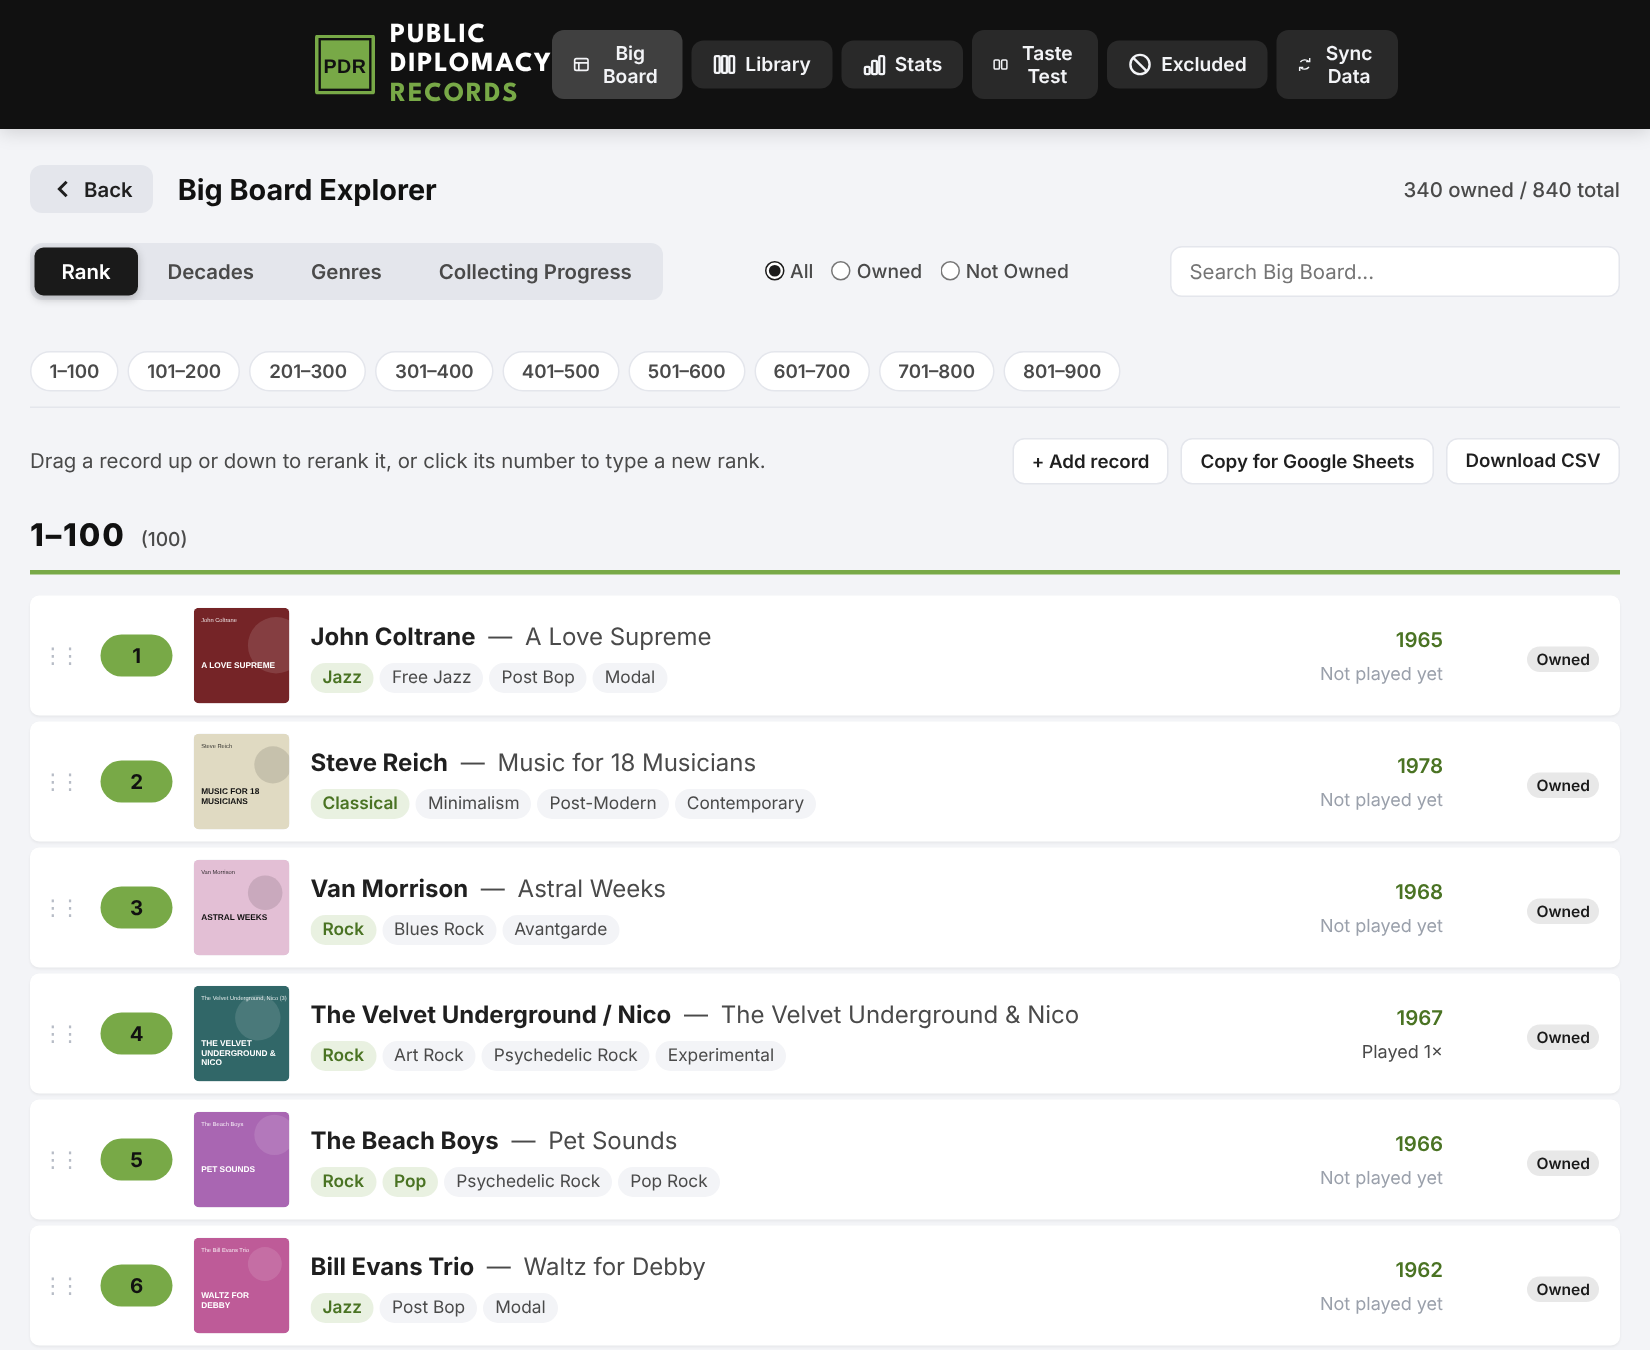 PDR
PUBLIC
DIPLOMACY
RECORDS
Big
Board
Library
Stats
Taste
Test
Excluded
Sync
Data
Back
Big Board Explorer
340 owned / 840 total
Rank
Decades
Genres
Collecting Progress
All
Owned
Not Owned
Search Big Board...
1–100
101–200
201–300
301–400
401–500
501–600
601–700
701–800
801–900
Drag a record up or down to rerank it, or click its number to type a new rank.
+ Add record
Copy for Google Sheets
Download CSV
1–100 (100)
1
John Coltrane
A LOVE SUPREME
John Coltrane — A Love Supreme
Jazz Free Jazz Post Bop Modal
1965
Not played yet
Owned
2
Steve Reich
MUSIC FOR 18
MUSICIANS
Steve Reich — Music for 18 Musicians
Classical Minimalism Post-Modern Contemporary
1978
Not played yet
Owned
3
Van Morrison
ASTRAL WEEKS
Van Morrison — Astral Weeks
Rock Blues Rock Avantgarde
1968
Not played yet
Owned
4
The Velvet Underground, Nico (3)
THE VELVET
UNDERGROUND &
NICO
The Velvet Underground / Nico — The Velvet Underground & Nico
Rock Art Rock Psychedelic Rock Experimental
1967
Played 1×
Owned
5
The Beach Boys
PET SOUNDS
The Beach Boys — Pet Sounds
Rock Pop Psychedelic Rock Pop Rock
1966
Not played yet
Owned
6
The Bill Evans Trio
WALTZ FOR
DEBBY
Bill Evans Trio — Waltz for Debby
Jazz Post Bop Modal
1962
Not played yet
Owned